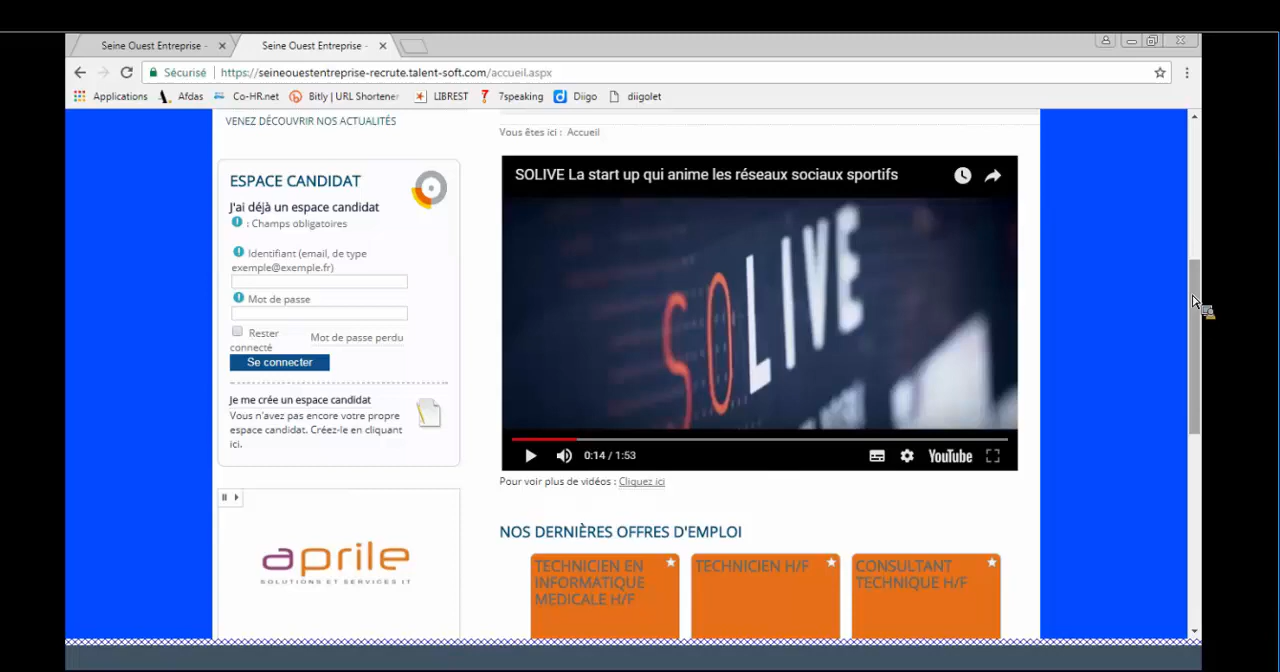 Seine Ouest Entreprise -
Seine Ouest Entreprise -
Sécurisé
https://seineouestentreprise-recrute.talent-soft.com/accueil.aspx
Applications
Afdas
Co-HR.net
Bitly | URL Shortener
LIBREST
7speaking
Diigo
diigolet
VENEZ DÉCOUVRIR NOS ACTUALITÉS
ESPACE CANDIDAT
J'ai déjà un espace candidat
: Champs obligatoires
Identifiant (email, de type
exemple@exemple.fr)
Mot de passe
Rester
connecté
Mot de passe perdu
Se connecter
Je me crée un espace candidat
Vous n'avez pas encore votre propre
espace candidat. Créez-le en cliquant
ici.
aprile
SOLUTIONS ET SERVICES IT
Vous êtes ici : Accueil
SOLIVE La start up qui anime les réseaux sociaux sportifs
SOLIVE
0:14 / 1:53
YouTube
Pour voir plus de vidéos : Cliquez ici
NOS DERNIÈRES OFFRES D'EMPLOI
TECHNICIEN EN
INFORMATIQUE
MEDICALE H/F
TECHNICIEN H/F
CONSULTANT
TECHNIQUE H/F